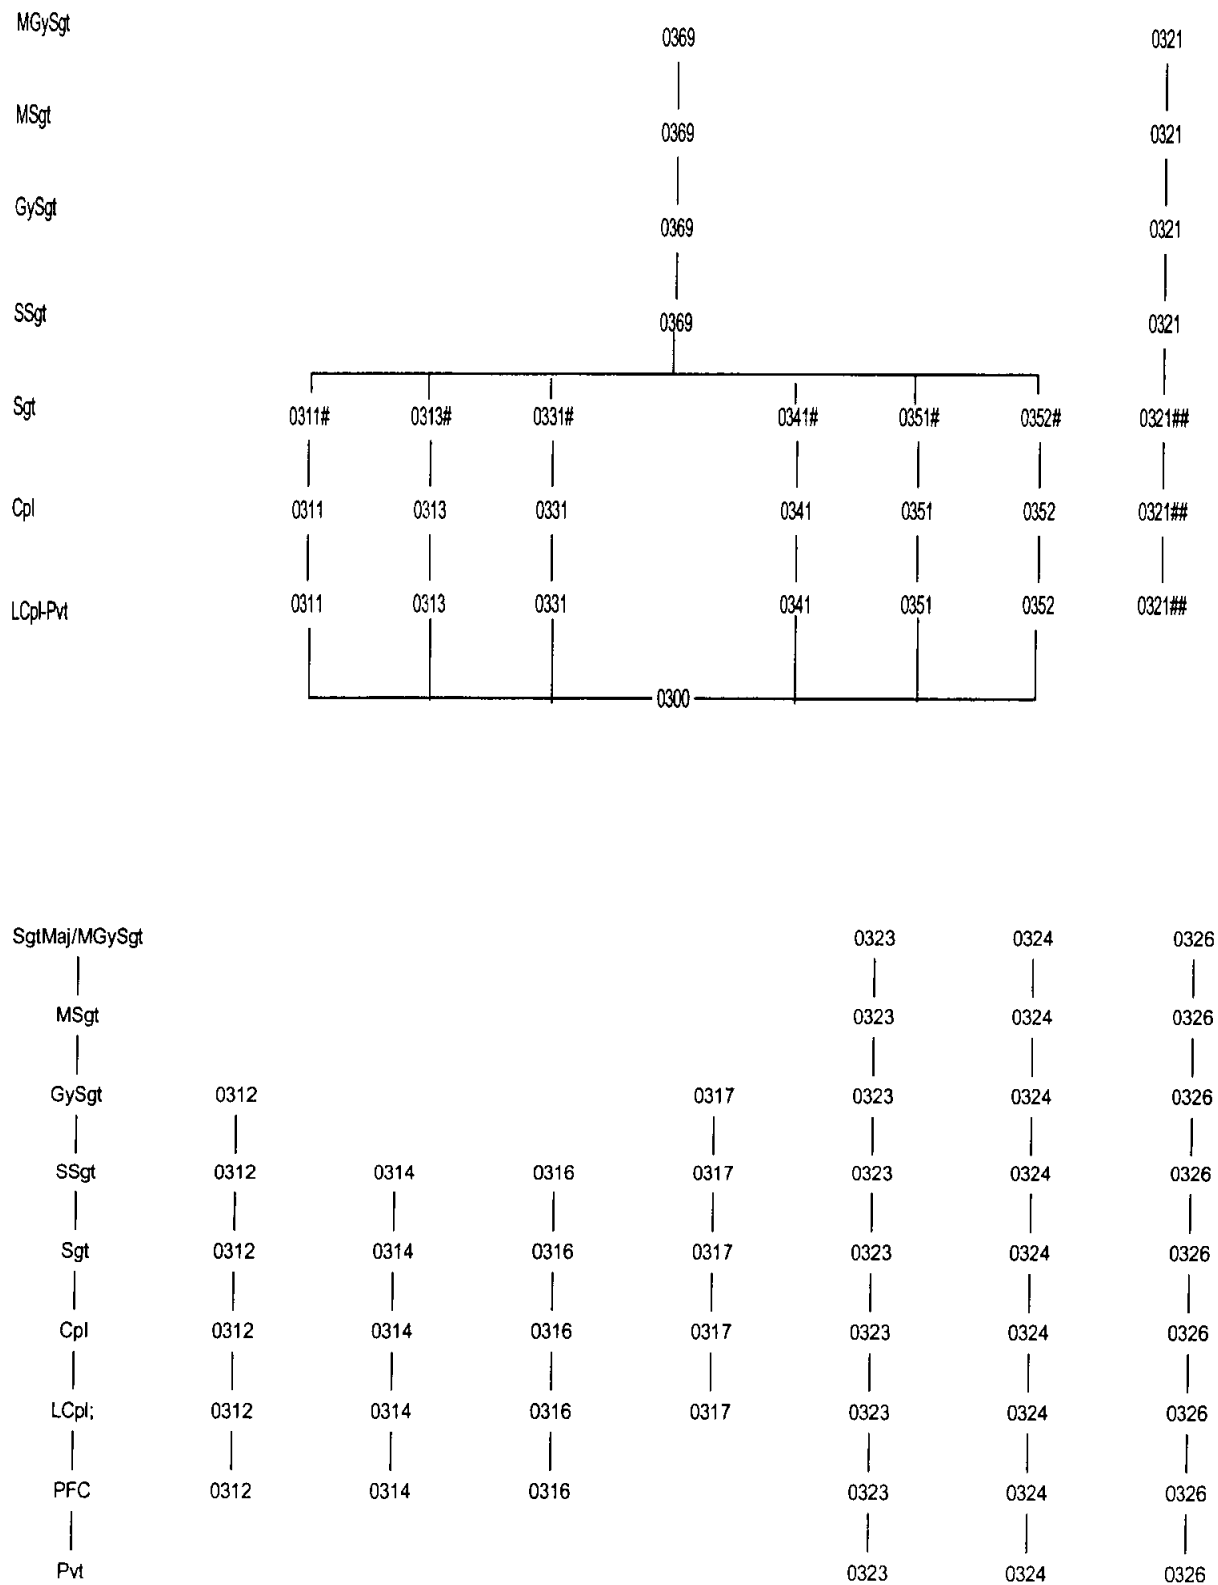 MGySgt 0369 0321
MSgt 0369 0321
GySgt 0369 0321
SSgt 0369 0321
Sgt 0311# 0313# 0331# 0341# 0351# 0352# 0321##
Cpl 0311 0313 0331 0341 0351 0352 0321##
LCpl-Pvt 0311 0313 0331 0341 0351 0352 0321##
0300
SgtMaj/MGySgt 0323 0324 0326
MSgt 0323 0324 0326
GySgt 0312 0317 0323 0324 0326
SSgt 0312 0314 0316 0317 0323 0324 0326
Sgt 0312 0314 0316 0317 0323 0324 0326
Cpl 0312 0314 0316 0317 0323 0324 0326
LCpl; 0312 0314 0316 0317 0323 0324 0326
PFC 0312 0314 0316 0323 0324 0326
Pvt 0323 0324 0326